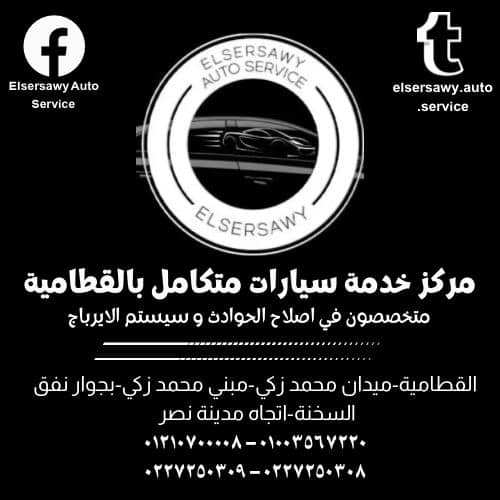 Elsersawy Auto
Service
elsersawy.auto
.service
ELSERSAWY
AUTO SERVICE
ELSERSAWY
مركز خدمة سيارات متكامل بالقطامية
متخصصون في اصلاح الحوادث و سيستم الايرباج
القطامية-ميدان محمد زكي-مبني محمد زكي-بجوار نفق
السخنة-اتجاه مدينة نصر
٠١٢١٠٧٠٠٠٠٨ – ٠١٠٠٣٥٦٧٢٢٠
٠٢٢٧٢٥٠٣٠٩ – ٠٢٢٧٢٥٠٣٠٨